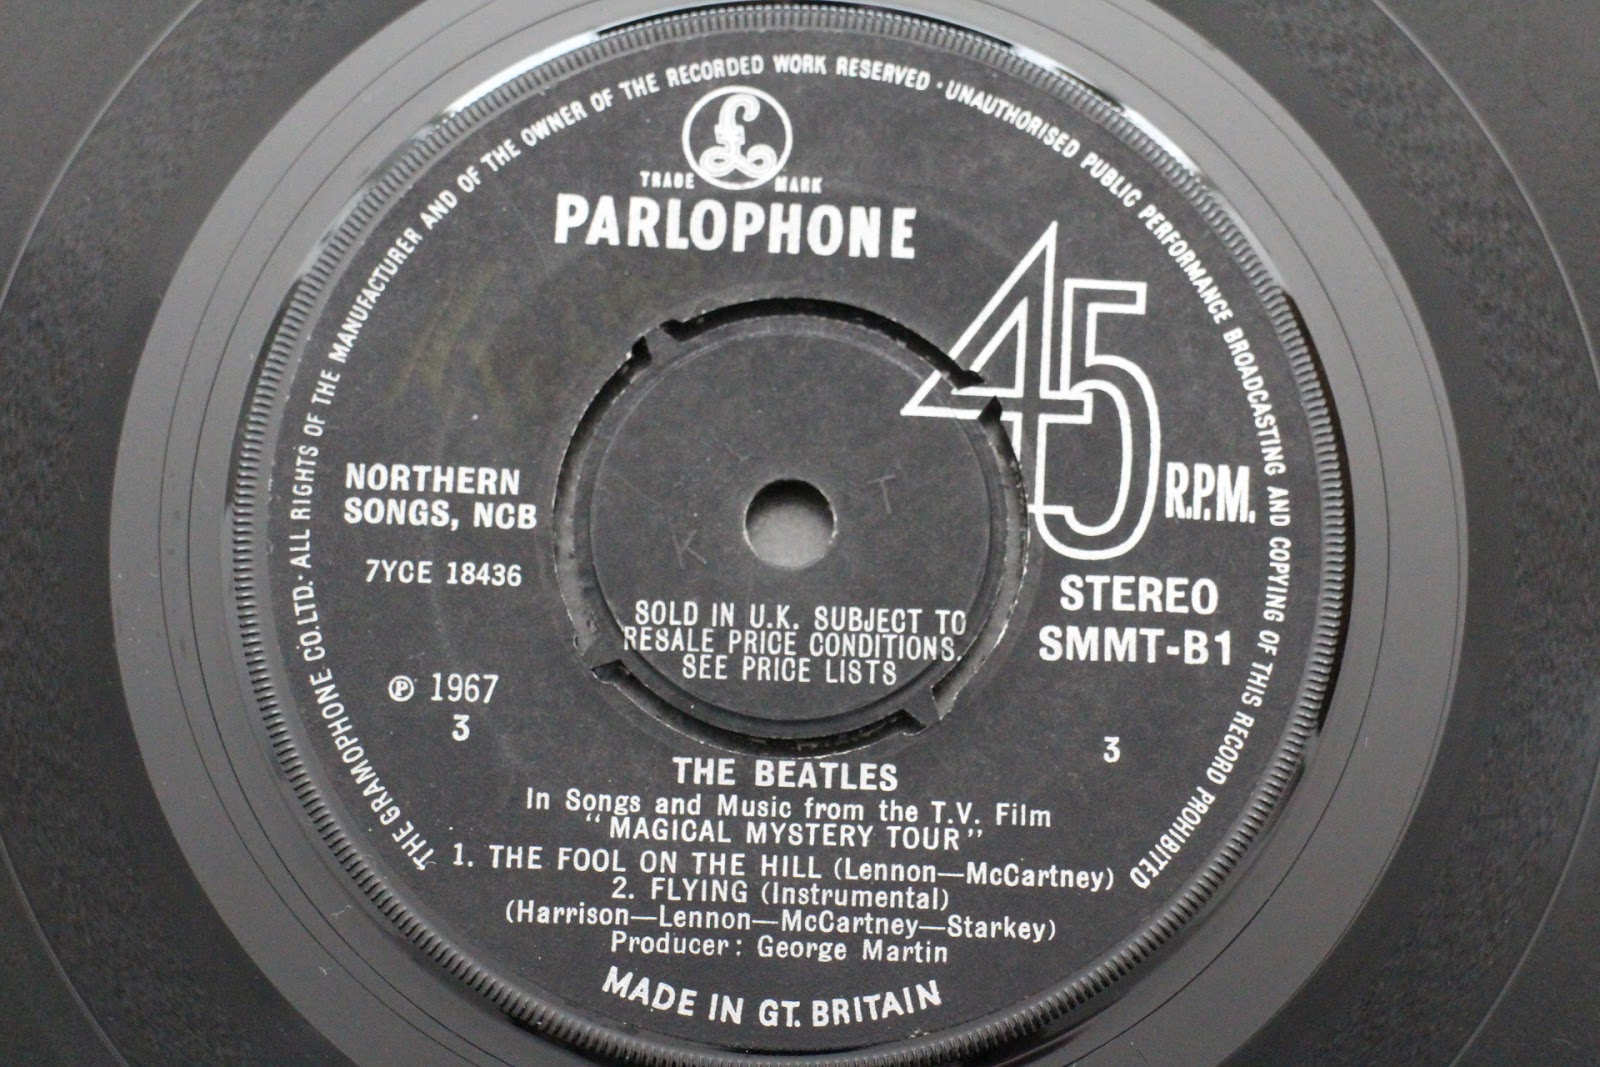 THE GRAMOPHONE CO. LTD. · ALL RIGHTS OF THE MANUFACTURER AND OF THE OWNER OF THE RECORDED WORK RESERVED · UNAUTHORISED PUBLIC PERFORMANCE BROADCASTING AND COPYING OF THIS RECORD PROHIBITED
£
TRADE MARK
PARLOPHONE
45 R.P.M.
NORTHERN
SONGS, NCB
7YCE 18436
℗ 1967
3
K T
SOLD IN U.K. SUBJECT TO
RESALE PRICE CONDITIONS.
SEE PRICE LISTS
STEREO
SMMT-B1
3
THE BEATLES
In Songs and Music from the T.V. Film
"MAGICAL MYSTERY TOUR"
1. THE FOOL ON THE HILL (Lennon—McCartney)
2. FLYING (Instrumental)
(Harrison—Lennon—McCartney—Starkey)
Producer: George Martin
MADE IN GT. BRITAIN